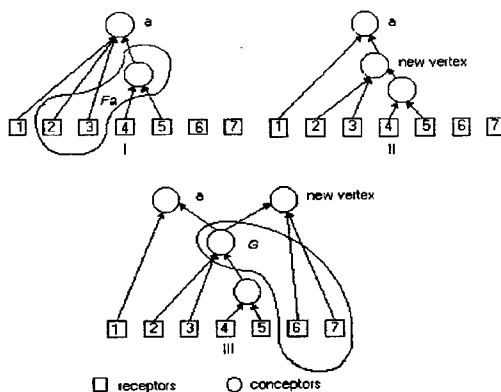 a
Fa
1 2 3 4 5 6 7
I
a
new vertex
1 2 3 4 5 6 7
II
a
new vertex
G
1 2 3 4 5 6 7
III
receptors
conceptors